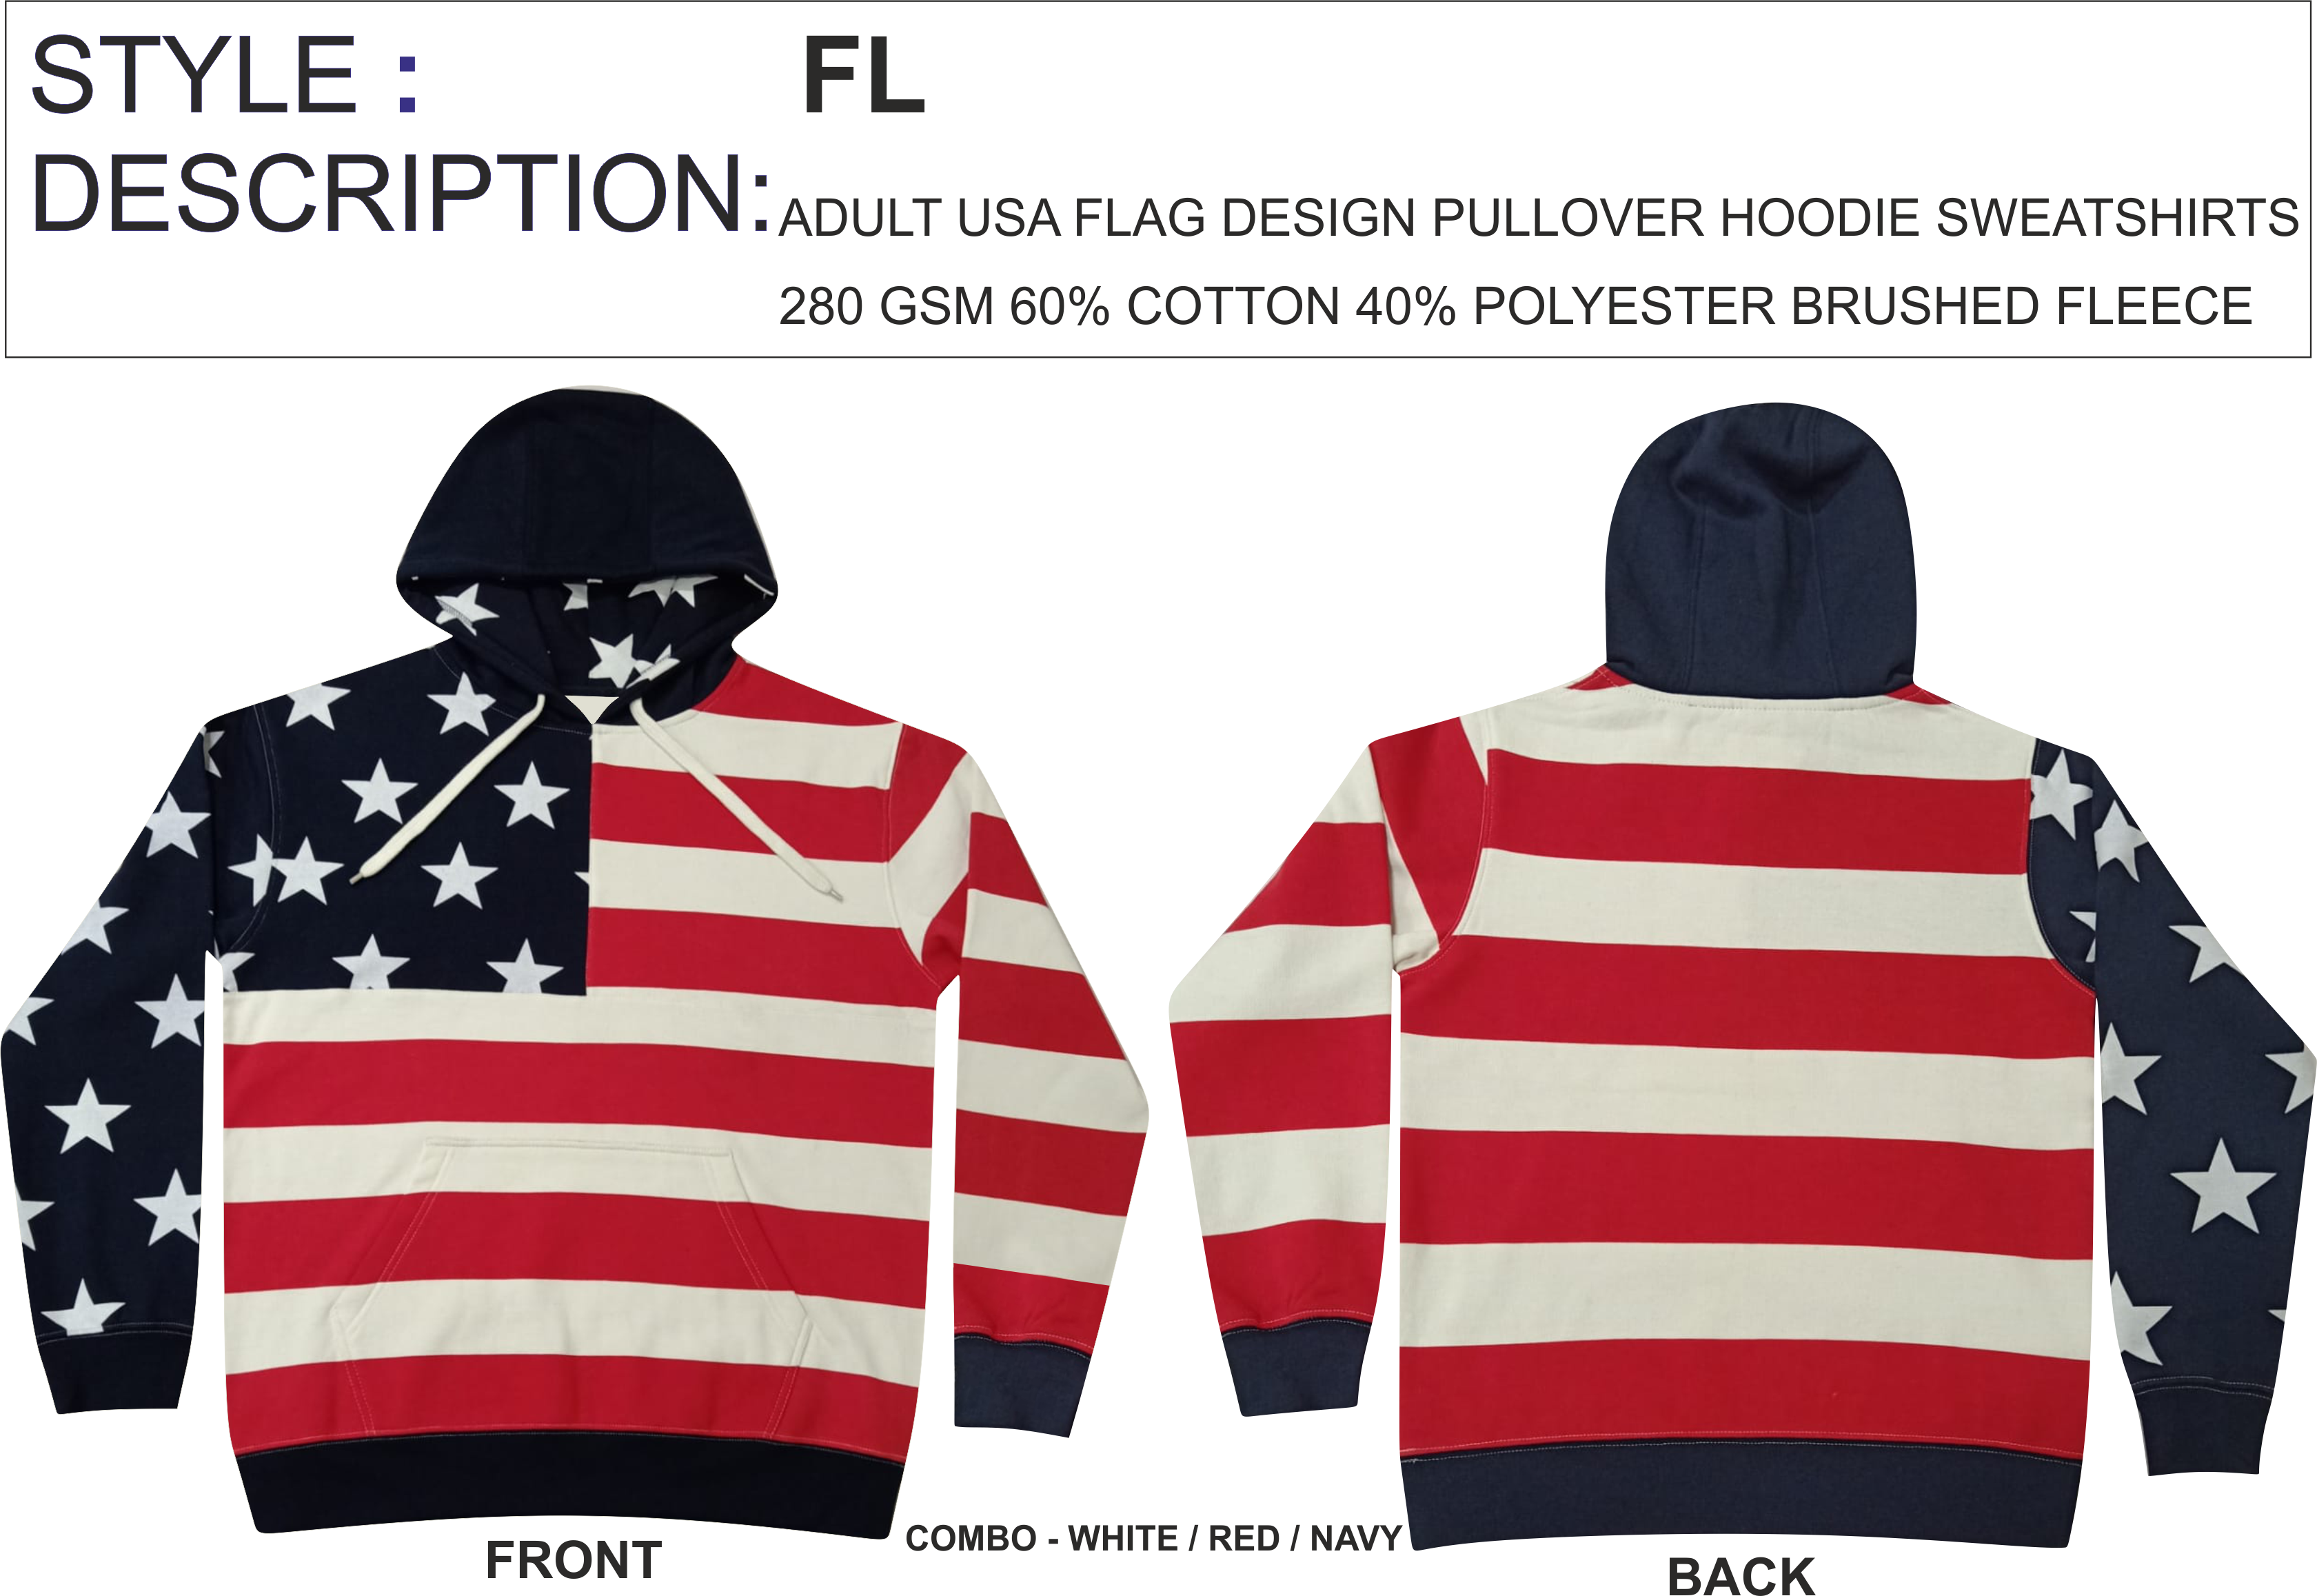 STYLE : FL
DESCRIPTION: ADULT USA FLAG DESIGN PULLOVER HOODIE SWEATSHIRTS
280 GSM 60% COTTON 40% POLYESTER BRUSHED FLEECE
COMBO - WHITE / RED / NAVY
FRONT
BACK